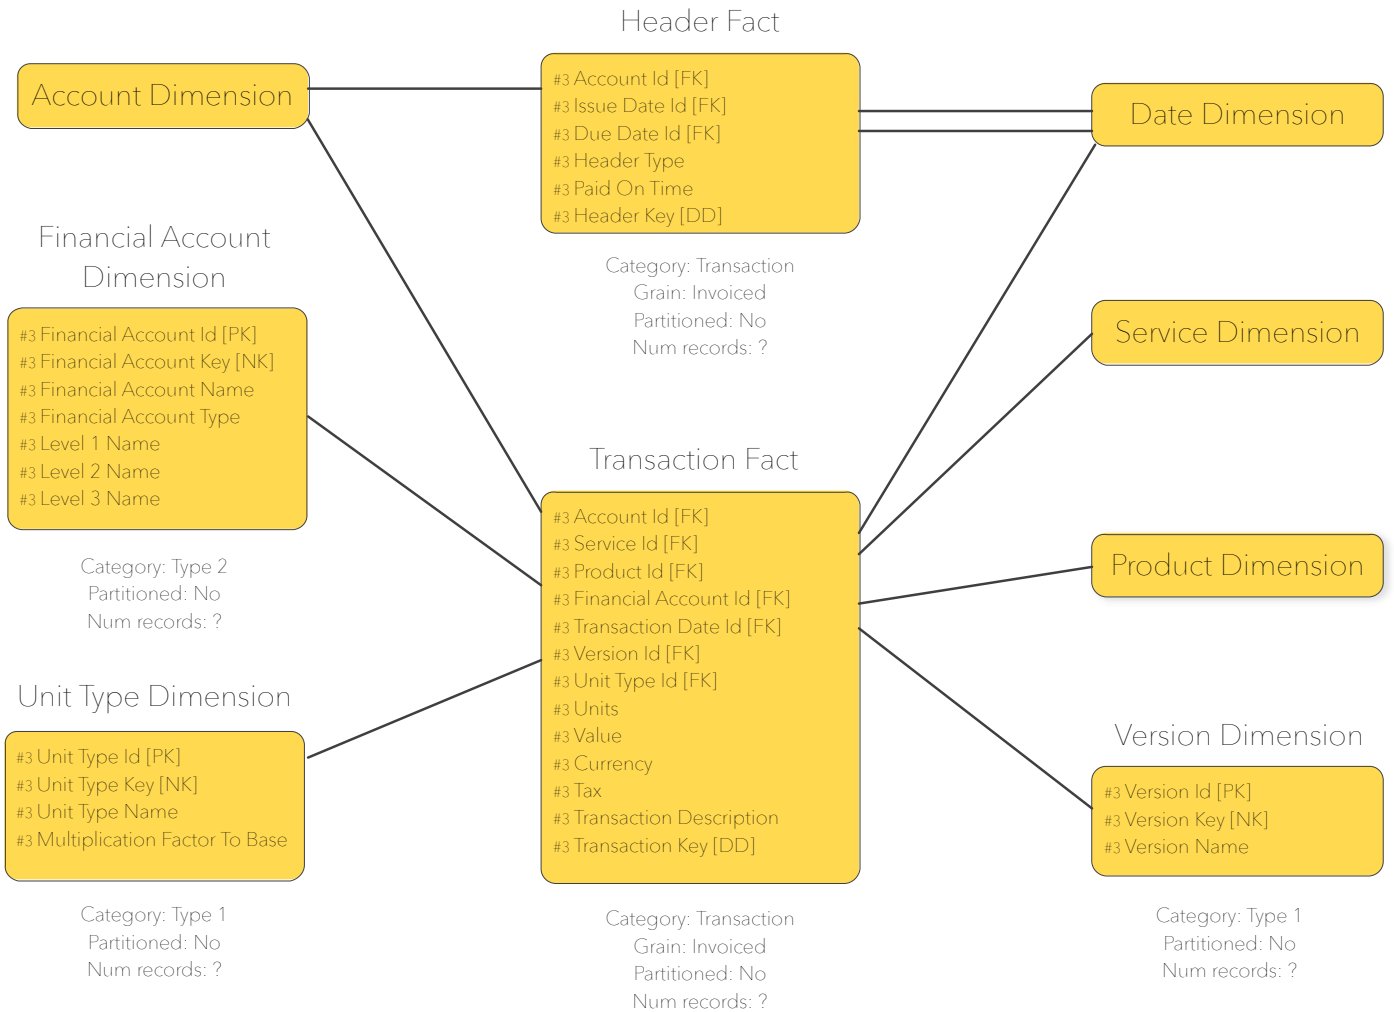 Header Fact
Account Dimension
#3 Account Id [FK]
#3 Issue Date Id [FK]
#3 Due Date Id [FK]
#3 Header Type
#3 Paid On Time
#3 Header Key [DD]
Date Dimension
Category: Transaction
Grain: Invoiced
Partitioned: No
Num records: ?
Financial Account
Dimension
#3 Financial Account Id [PK]
#3 Financial Account Key [NK]
#3 Financial Account Name
#3 Financial Account Type
#3 Level 1 Name
#3 Level 2 Name
#3 Level 3 Name
Category: Type 2
Partitioned: No
Num records: ?
Service Dimension
Transaction Fact
#3 Account Id [FK]
#3 Service Id [FK]
#3 Product Id [FK]
#3 Financial Account Id [FK]
#3 Transaction Date Id [FK]
#3 Version Id [FK]
#3 Unit Type Id [FK]
#3 Units
#3 Value
#3 Currency
#3 Tax
#3 Transaction Description
#3 Transaction Key [DD]
Category: Transaction
Grain: Invoiced
Partitioned: No
Num records: ?
Product Dimension
Unit Type Dimension
#3 Unit Type Id [PK]
#3 Unit Type Key [NK]
#3 Unit Type Name
#3 Multiplication Factor To Base
Category: Type 1
Partitioned: No
Num records: ?
Version Dimension
#3 Version Id [PK]
#3 Version Key [NK]
#3 Version Name
Category: Type 1
Partitioned: No
Num records: ?